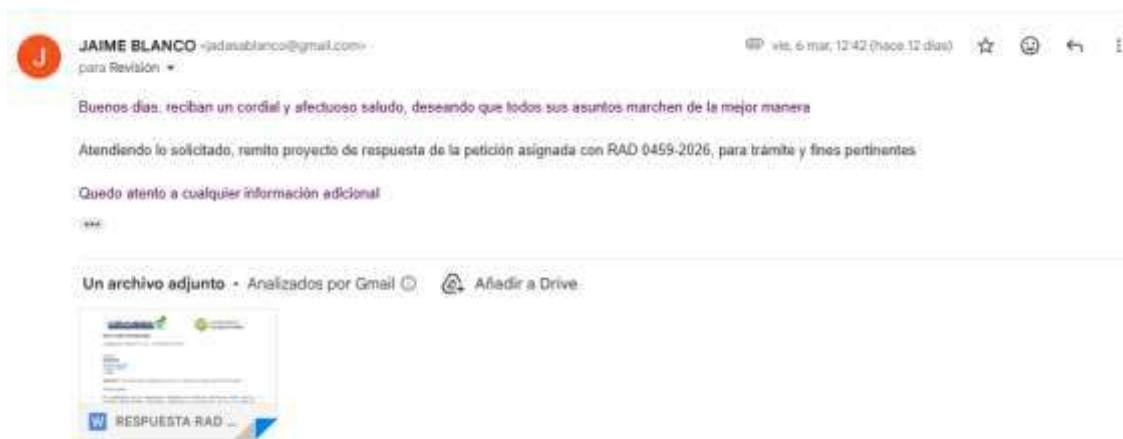 J
JAIME BLANCO <jadasablanco@gmail.com>
vie, 6 mar, 12:42 (hace 12 días)
para Revisión
Buenos días. reciban un cordial y afectuoso saludo, deseando que todos sus asuntos marchen de la mejor manera
Atendiendo lo solicitado, remito proyecto de respuesta de la petición asignada con RAD 0459-2026, para trámite y fines pertinentes
Quedo atento a cualquier información adicional
Un archivo adjunto • Analizados por Gmail
Añadir a Drive
W RESPUESTA RAD ...